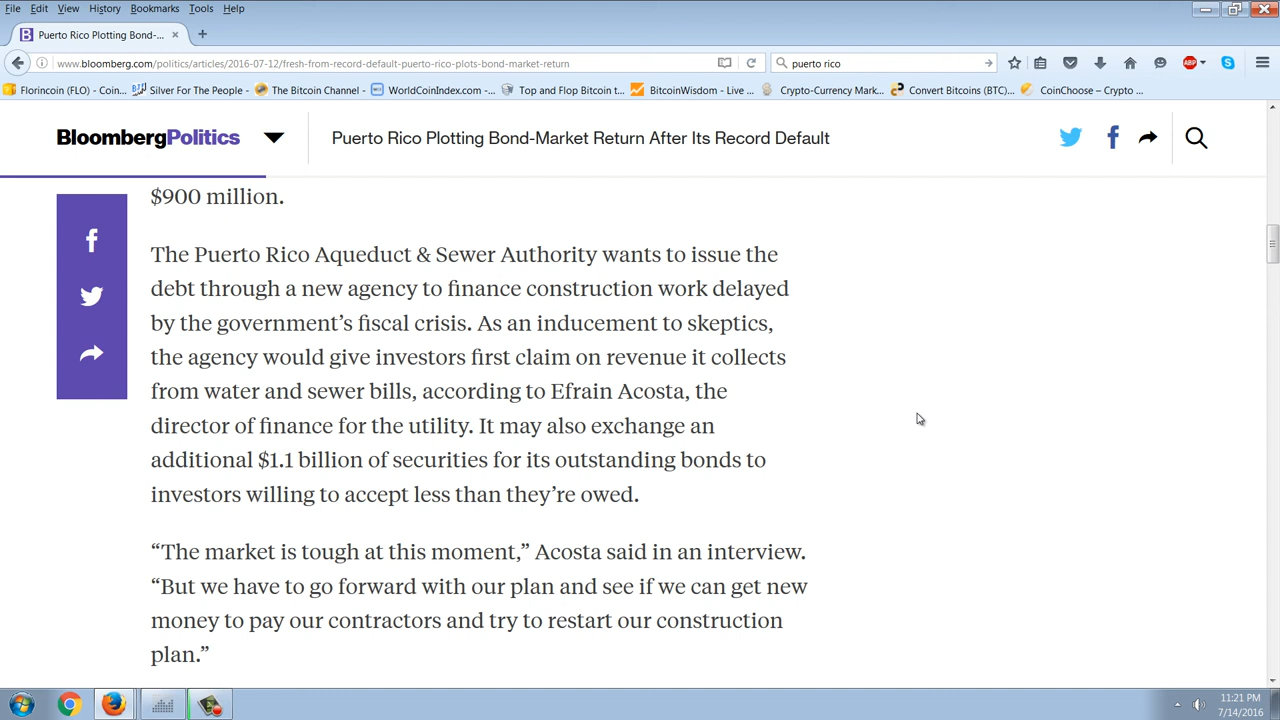 File Edit View History Bookmarks Tools Help
B Puerto Rico Plotting Bond-... × +
www.bloomberg.com/politics/articles/2016-07-12/fresh-from-record-default-puerto-rico-plots-bond-market-return
puerto rico
ABP
Florincoin (FLO) - Coin... Silver For The People - ... The Bitcoin Channel - ... WorldCoinIndex.com -... Top and Flop Bitcoin t... BitcoinWisdom - Live ... Crypto-Currency Mark... Convert Bitcoins (BTC)... CoinChoose – Crypto ...
BloombergPolitics
Puerto Rico Plotting Bond-Market Return After Its Record Default
$900 million.
The Puerto Rico Aqueduct & Sewer Authority wants to issue the
debt through a new agency to finance construction work delayed
by the government’s fiscal crisis. As an inducement to skeptics,
the agency would give investors first claim on revenue it collects
from water and sewer bills, according to Efrain Acosta, the
director of finance for the utility. It may also exchange an
additional $1.1 billion of securities for its outstanding bonds to
investors willing to accept less than they’re owed.
“The market is tough at this moment,” Acosta said in an interview.
“But we have to go forward with our plan and see if we can get new
money to pay our contractors and try to restart our construction
plan.”
11:21 PM
7/14/2016